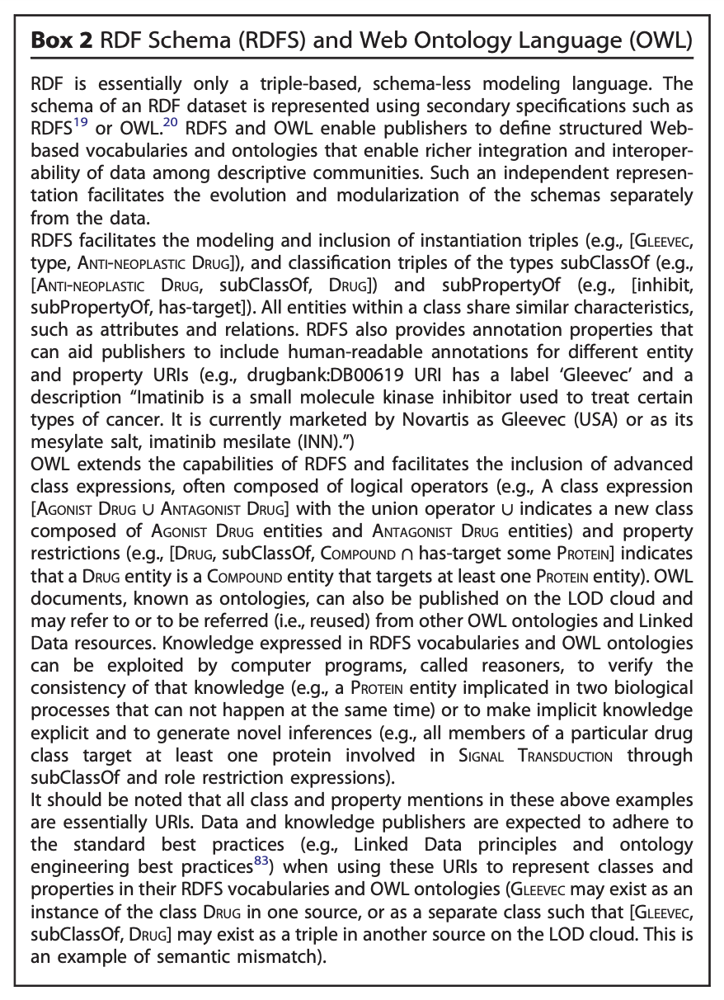 Box 2 RDF Schema (RDFS) and Web Ontology Language (OWL)
RDF is essentially only a triple-based, schema-less modeling language. The
schema of an RDF dataset is represented using secondary specifications such as
RDFS19 or OWL.20 RDFS and OWL enable publishers to define structured Web-
based vocabularies and ontologies that enable richer integration and interoper-
ability of data among descriptive communities. Such an independent represen-
tation facilitates the evolution and modularization of the schemas separately
from the data.
RDFS facilitates the modeling and inclusion of instantiation triples (e.g., [GLEEVEC,
type, ANTI-NEOPLASTIC DRUG]), and classification triples of the types subClassOf (e.g.,
[ANTI-NEOPLASTIC DRUG, subClassOf, DRUG]) and subPropertyOf (e.g., [inhibit,
subPropertyOf, has-target]). All entities within a class share similar characteristics,
such as attributes and relations. RDFS also provides annotation properties that
can aid publishers to include human-readable annotations for different entity
and property URIs (e.g., drugbank:DB00619 URI has a label ‘Gleevec’ and a
description “Imatinib is a small molecule kinase inhibitor used to treat certain
types of cancer. It is currently marketed by Novartis as Gleevec (USA) or as its
mesylate salt, imatinib mesilate (INN).”)
OWL extends the capabilities of RDFS and facilitates the inclusion of advanced
class expressions, often composed of logical operators (e.g., A class expression
[AGONIST DRUG ∪ ANTAGONIST DRUG] with the union operator ∪ indicates a new class
composed of AGONIST DRUG entities and ANTAGONIST DRUG entities) and property
restrictions (e.g., [DRUG, subClassOf, COMPOUND ∩ has-target some PROTEIN] indicates
that a DRUG entity is a COMPOUND entity that targets at least one PROTEIN entity). OWL
documents, known as ontologies, can also be published on the LOD cloud and
may refer to or to be referred (i.e., reused) from other OWL ontologies and Linked
Data resources. Knowledge expressed in RDFS vocabularies and OWL ontologies
can be exploited by computer programs, called reasoners, to verify the
consistency of that knowledge (e.g., a PROTEIN entity implicated in two biological
processes that can not happen at the same time) or to make implicit knowledge
explicit and to generate novel inferences (e.g., all members of a particular drug
class target at least one protein involved in SIGNAL TRANSDUCTION through
subClassOf and role restriction expressions).
It should be noted that all class and property mentions in these above examples
are essentially URIs. Data and knowledge publishers are expected to adhere to
the standard best practices (e.g., Linked Data principles and ontology
engineering best practices83) when using these URIs to represent classes and
properties in their RDFS vocabularies and OWL ontologies (GLEEVEC may exist as an
instance of the class DRUG in one source, or as a separate class such that [GLEEVEC,
subClassOf, DRUG] may exist as a triple in another source on the LOD cloud. This is
an example of semantic mismatch).